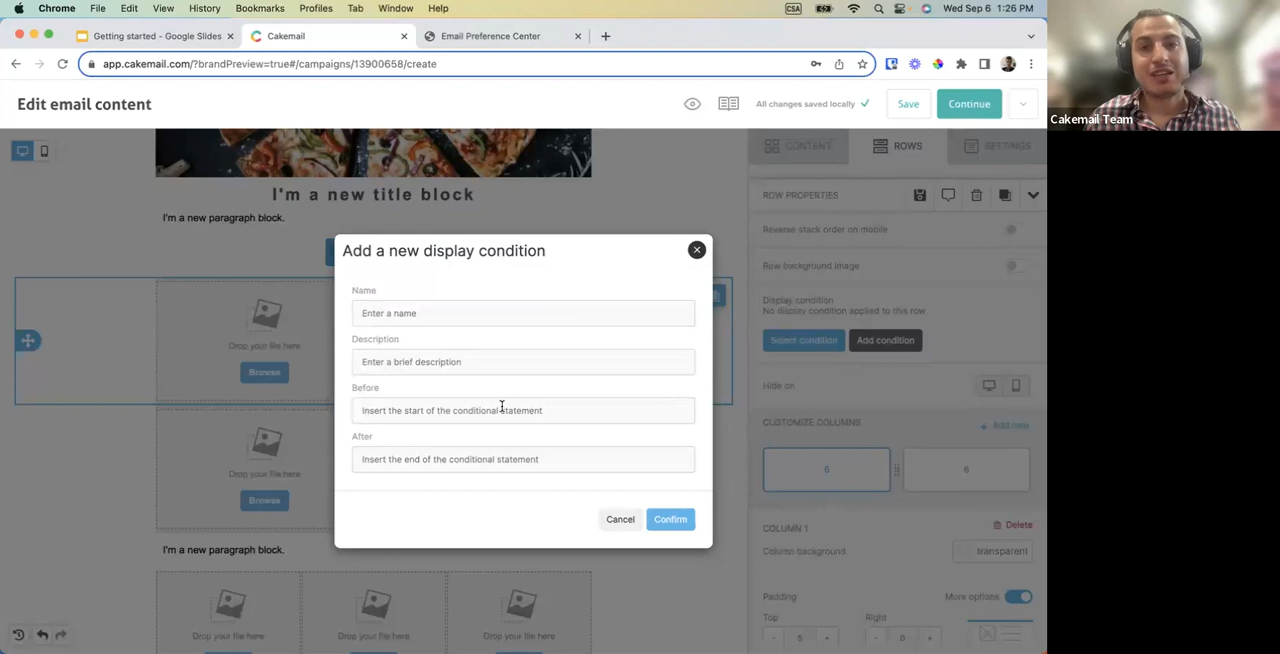 Chrome File Edit View History Bookmarks Profiles Tab Window Help
CSA
Wed Sep 6 1:26 PM
Getting started - Google Slides
Cakemail
Email Preference Center
app.cakemail.com/?brandPreview=true#/campaigns/13900658/create
Edit email content
All changes saved locally
Save
Continue
Cakemail Team
CONTENT
ROWS
SETTINGS
ROW PROPERTIES
I'm a new title block
I'm a new paragraph block.
Reverse stack order on mobile
Row background image
Add a new display condition
Name
Enter a name
Description
Enter a brief description
Before
Insert the start of the conditional statement
After
Insert the end of the conditional statement
Cancel
Confirm
Display condition
No display condition applied to this row
Select condition
Add condition
Hide on
CUSTOMIZE COLUMNS
Add new
6
6
COLUMN 1
Delete
Column background
transparent
Padding
More options
Top
Right
- 5 +
- 0 +
Drop your file here
Browse
Drop your file here
Browse
I'm a new paragraph block.
Drop your file here
Drop your file here
Drop your file here